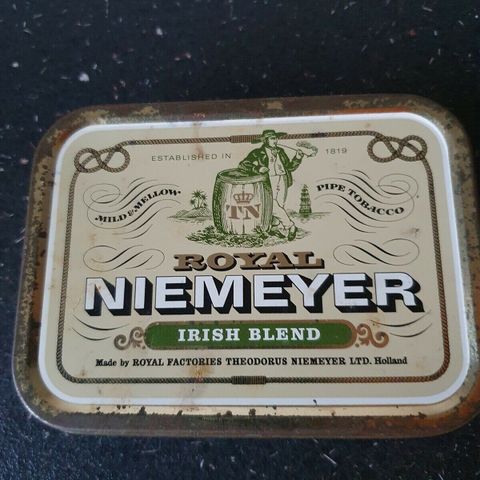 ESTABLISHED IN 1819
MILD & MELLOW PIPE TOBACCO
TN
ROYAL
NIEMEYER
IRISH BLEND
Made by ROYAL FACTORIES THEODORUS NIEMEYER LTD. Holland